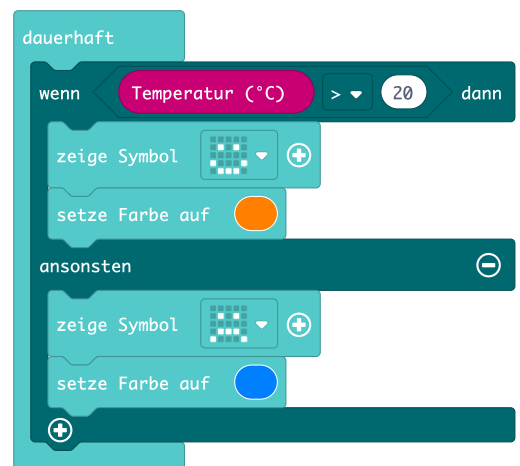 dauerhaft
wenn Temperatur (°C) > 20 dann
zeige Symbol
setze Farbe auf
ansonsten
zeige Symbol
setze Farbe auf